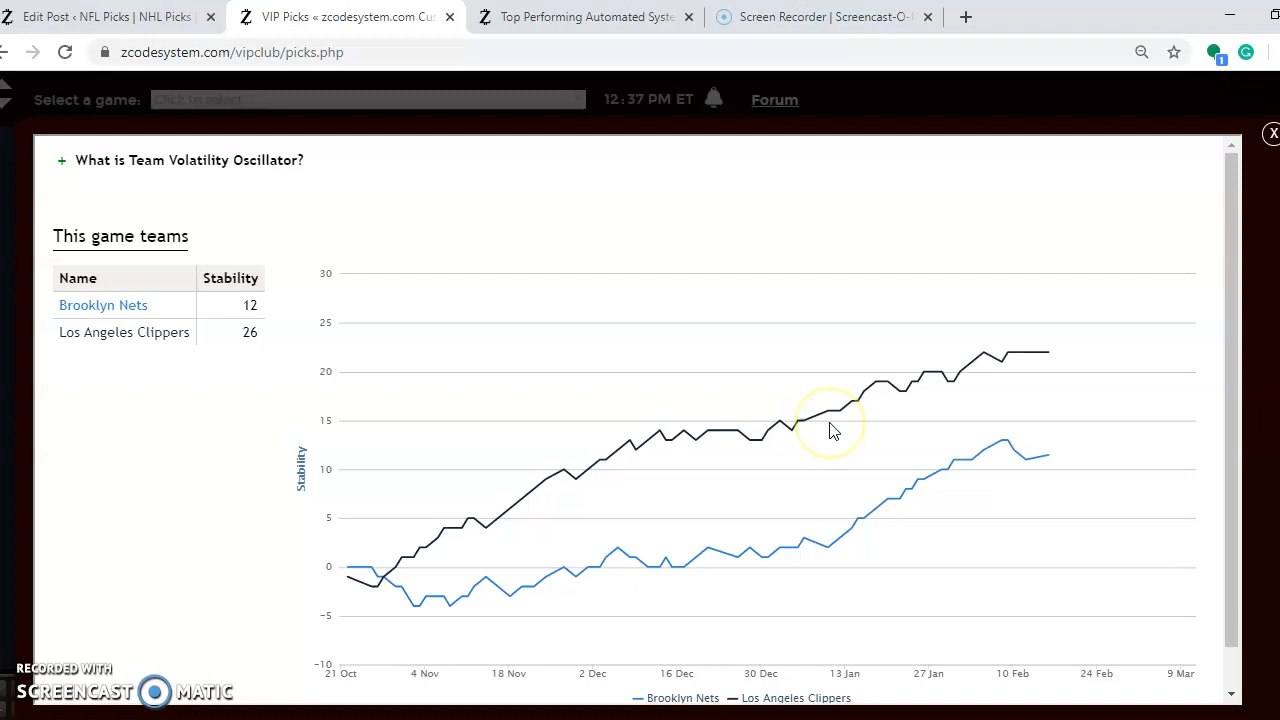 Edit Post ‹ NFL Picks | NHL Picks
VIP Picks « zcodesystem.com Cus
Top Performing Automated Syste
Screen Recorder | Screencast-O-
zcodesystem.com/vipclub/picks.php
1
Select a game: Click to select 12:37 PM ET Forum
X
+ What is Team Volatility Oscillator?
This game teams
Name Stability
Brooklyn Nets 12
Los Angeles Clippers 26
30
25
20
15
10
5
0
−5
−10
Stability
21 Oct 4 Nov 18 Nov 2 Dec 16 Dec 30 Dec 13 Jan 27 Jan 10 Feb 24 Feb 9 Mar
Brooklyn Nets Los Angeles Clippers
RECORDED WITH
SCREENCAST MATIC